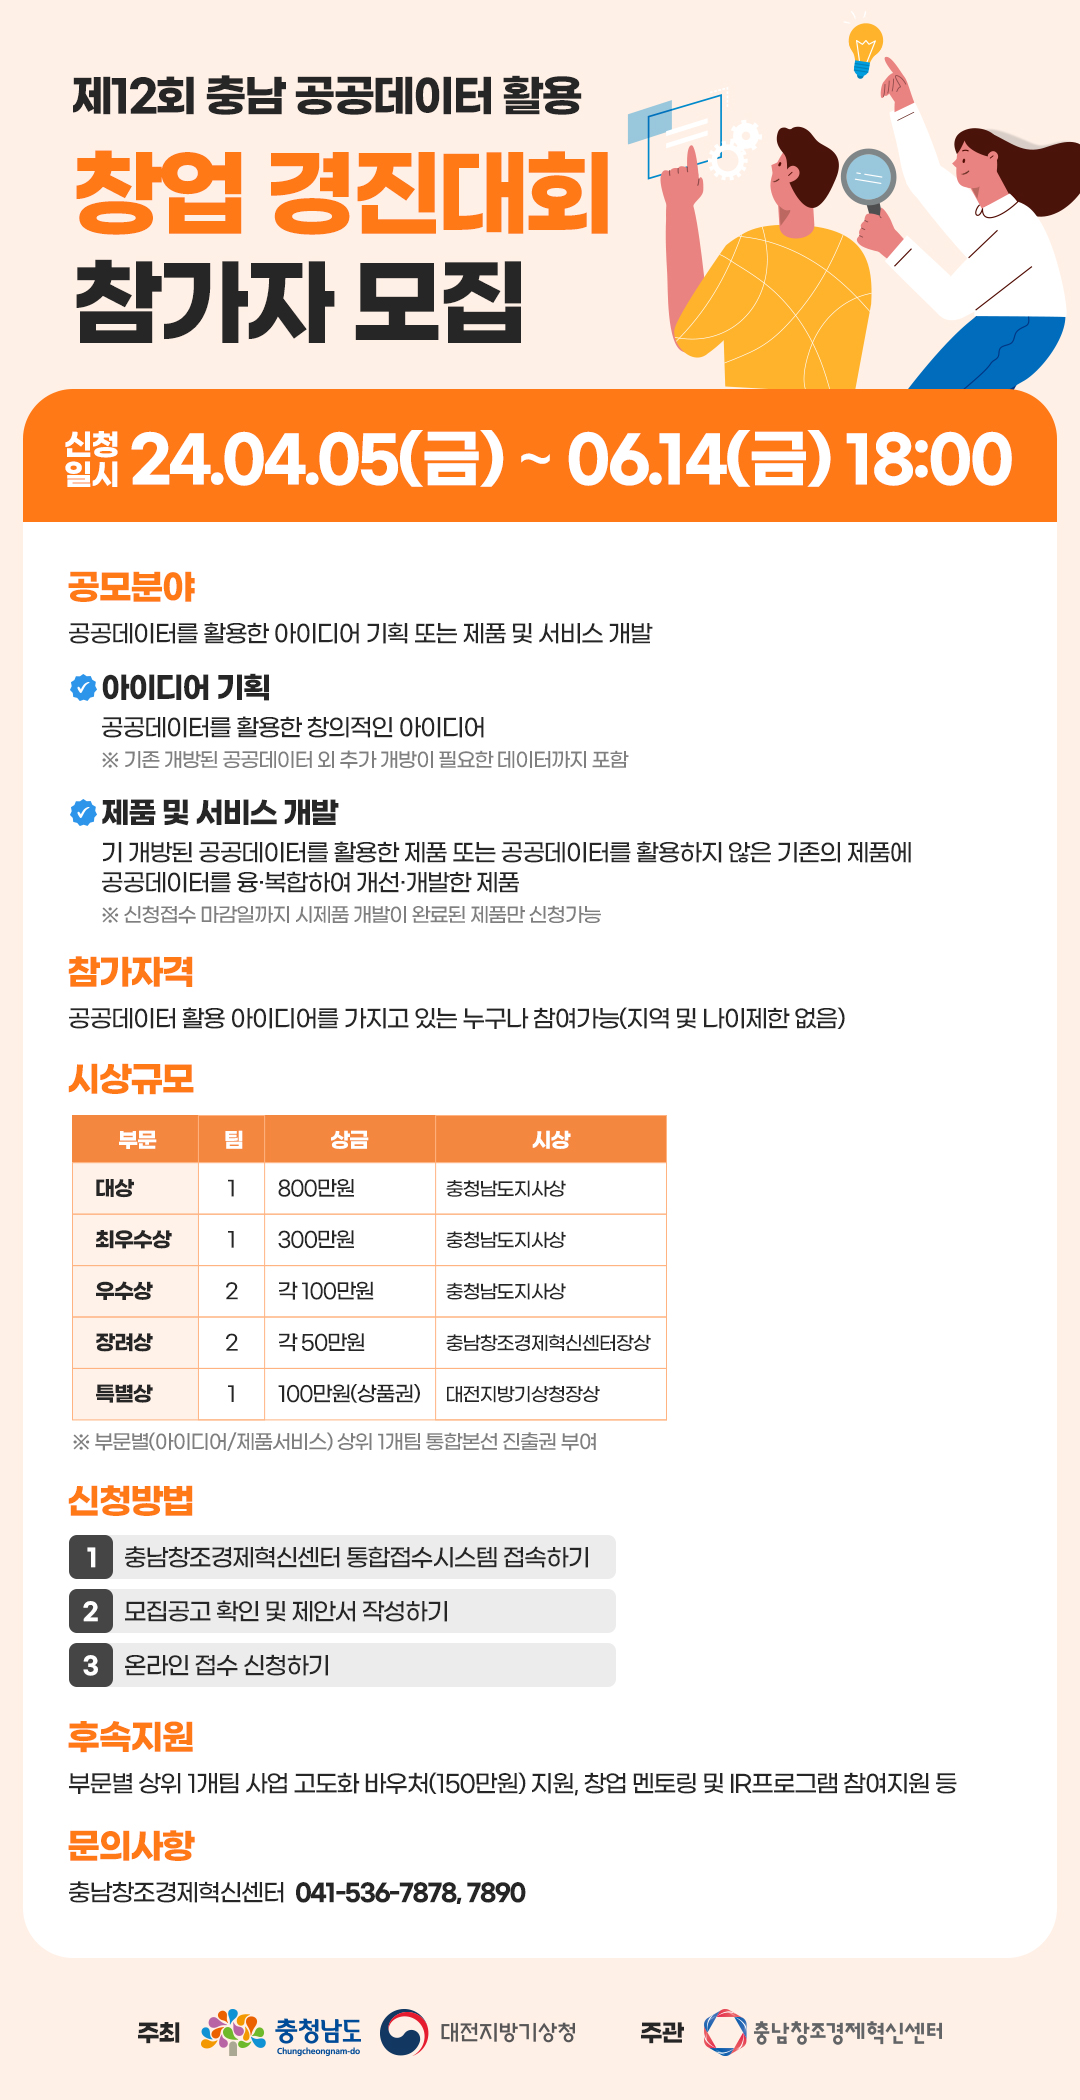 제12회 충남 공공데이터 활용
창업 경진대회
참가자 모집
신청
일시
24.04.05(금) ~ 06.14(금) 18:00
공모분야
공공데이터를 활용한 아이디어 기획 또는 제품 및 서비스 개발
아이디어 기획
공공데이터를 활용한 창의적인 아이디어
※ 기존 개방된 공공데이터 외 추가 개방이 필요한 데이터까지 포함
제품 및 서비스 개발
기 개방된 공공데이터를 활용한 제품 또는 공공데이터를 활용하지 않은 기존의 제품에
공공데이터를 융·복합하여 개선·개발한 제품
※ 신청접수 마감일까지 시제품 개발이 완료된 제품만 신청가능
참가자격
공공데이터 활용 아이디어를 가지고 있는 누구나 참여가능(지역 및 나이제한 없음)
시상규모
부문 팀 상금 시상
대상 1 800만원 충청남도지사상
최우수상 1 300만원 충청남도지사상
우수상 2 각 100만원 충청남도지사상
장려상 2 각 50만원 충남창조경제혁신센터장상
특별상 1 100만원(상품권) 대전지방기상청장상
※ 부문별(아이디어/제품서비스) 상위 1개팀 통합본선 진출권 부여
신청방법
1 충남창조경제혁신센터 통합접수시스템 접속하기
2 모집공고 확인 및 제안서 작성하기
3 온라인 접수 신청하기
후속지원
부문별 상위 1개팀 사업 고도화 바우처(150만원) 지원, 창업 멘토링 및 IR프로그램 참여지원 등
문의사항
충남창조경제혁신센터 041-536-7878, 7890
주최 충청남도 대전지방기상청 주관 충남창조경제혁신센터
Chungcheongnam-do